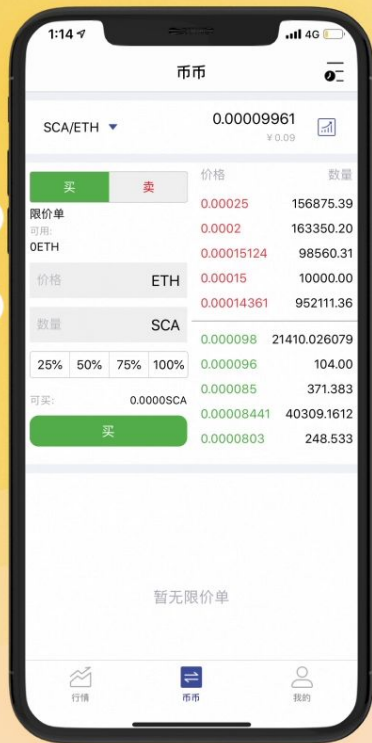 1:14
4G
币币
SCA/ETH
0.00009961
¥0.09
买
卖
限价单
可用:
0ETH
价格
ETH
数量
SCA
25% 50% 75% 100%
可买:
0.0000SCA
买
价格 数量
0.00025 156875.39
0.0002 163350.20
0.00015124 98560.31
0.00015 10000.00
0.00014361 952111.36
0.000098 21410.026079
0.000096 104.00
0.000085 371.383
0.00008441 40309.1612
0.0000803 248.533
暂无限价单
行情
币币
我的